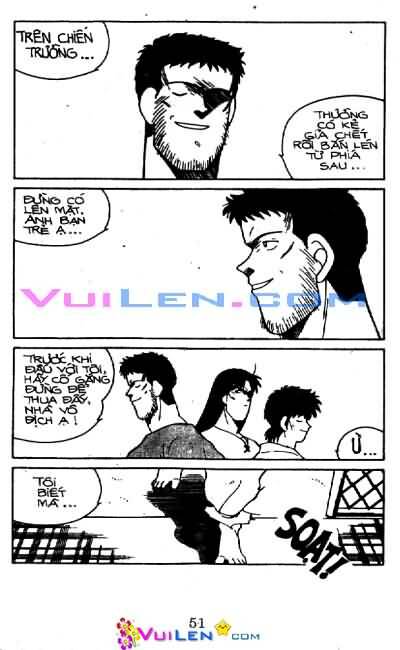 TRÊN CHIẾN
TRƯỜNG...
THƯỜNG
CÓ KẺ
GIẢ CHẾT
RỒI BẮN LÉN
TỪ PHÍA
SAU...
ĐỪNG CÓ
LÊN MẶT,
ANH BẠN
TRẺ Ạ...
VUILEN.COM
TRƯỚC KHI
ĐẤU VỚI TÔI,
HÃY CỐ GẮNG
ĐỪNG ĐỂ
THUA ĐẤY,
NHÀ VÔ
ĐỊCH Ạ!
Ừ...
TÔI
BIẾT
MÀ...
SOẠT!
51
VUILEN.COM